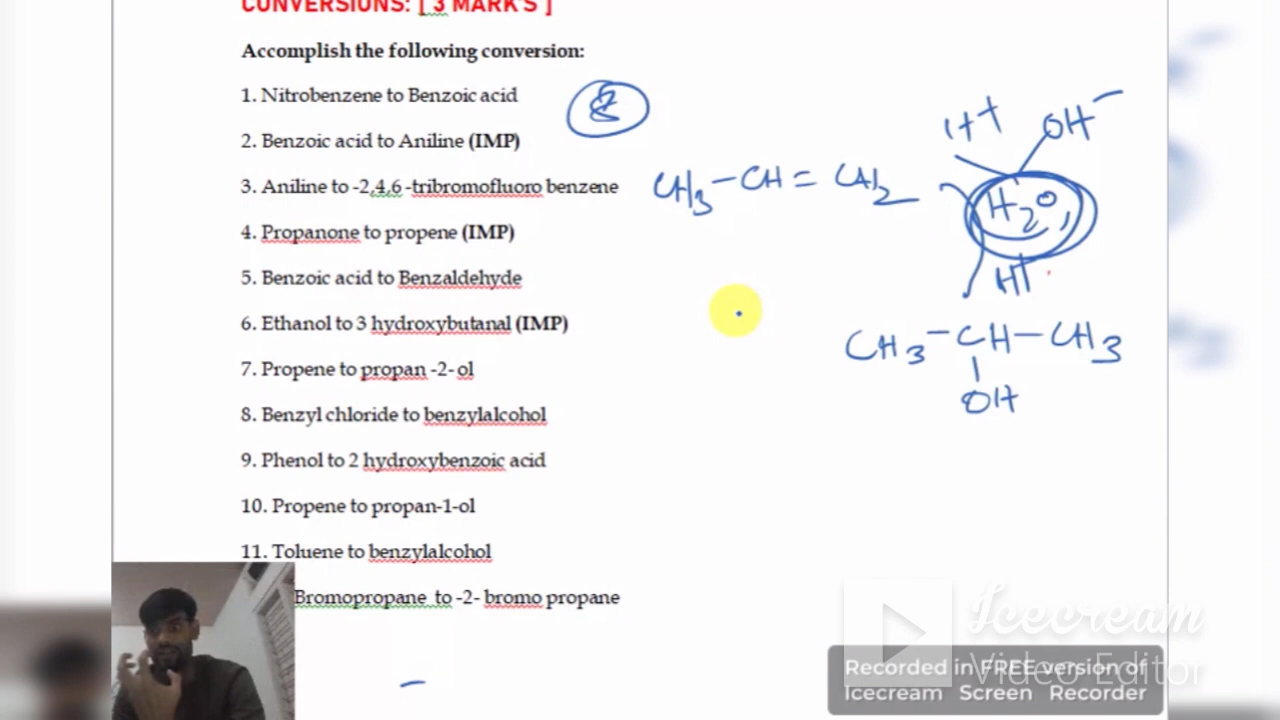 CONVERSIONS: [ 3 MARK'S ]
Accomplish the following conversion:
1. Nitrobenzene to Benzoic acid
2. Benzoic acid to Aniline (IMP)
3. Aniline to -2,4,6 -tribromofluoro benzene
4. Propanone to propene (IMP)
5. Benzoic acid to Benzaldehyde
6. Ethanol to 3 hydroxybutanal (IMP)
7. Propene to propan -2- ol
8. Benzyl chloride to benzylalcohol
9. Phenol to 2 hydroxybenzoic acid
10. Propene to propan-1-ol
11. Toluene to benzylalcohol
Bromopropane to -2- bromo propane
H+ OH−
CH3−CH=CH2
H2O
H+
CH3−CH−CH3
OH
Icecream
Video Editor
Recorded in FREE version of
Icecream Screen Recorder